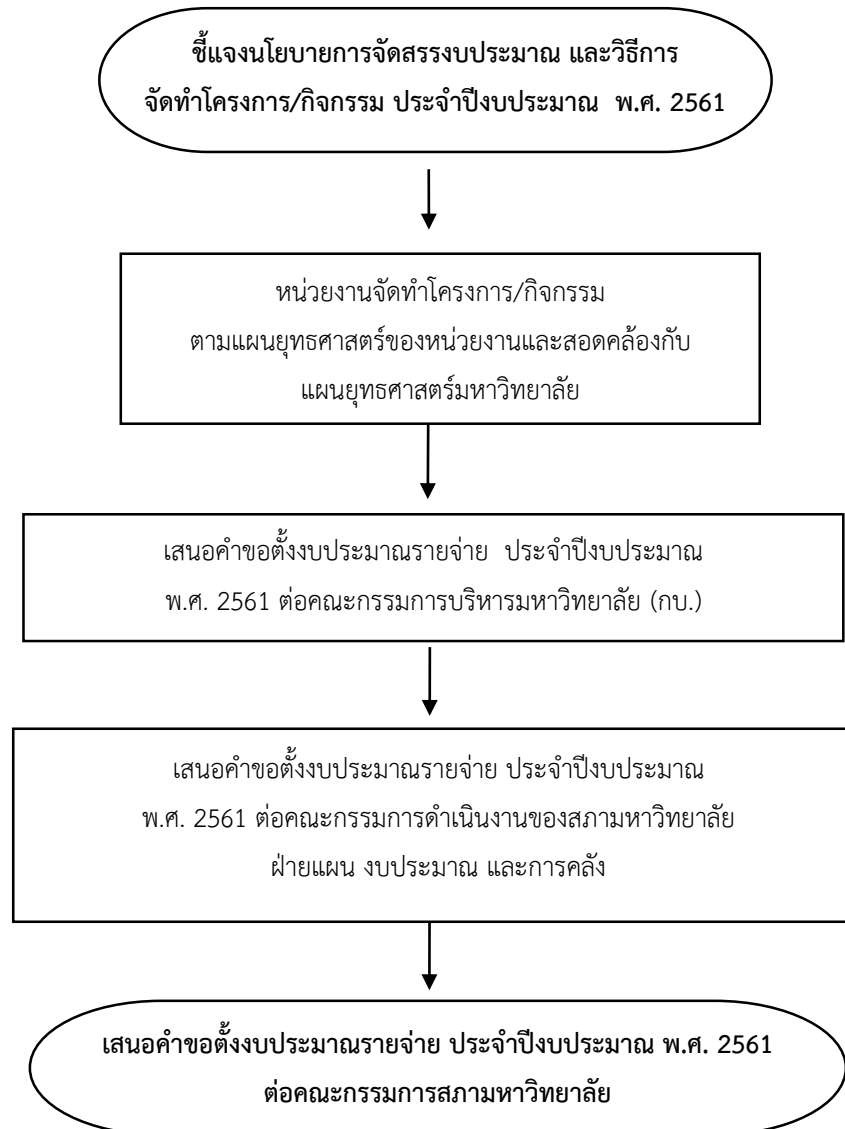 ชี้แจงนโยบายการจัดสรรงบประมาณ และวิธีการ
จัดทำโครงการ/กิจกรรม ประจำปีงบประมาณ พ.ศ. 2561
หน่วยงานจัดทำโครงการ/กิจกรรม
ตามแผนยุทธศาสตร์ของหน่วยงานและสอดคล้องกับ
แผนยุทธศาสตร์มหาวิทยาลัย
เสนอคำขอตั้งงบประมาณรายจ่าย ประจำปีงบประมาณ
พ.ศ. 2561 ต่อคณะกรรมการบริหารมหาวิทยาลัย (กบ.)
เสนอคำขอตั้งงบประมาณรายจ่าย ประจำปีงบประมาณ
พ.ศ. 2561 ต่อคณะกรรมการดำเนินงานของสภามหาวิทยาลัย
ฝ่ายแผน งบประมาณ และการคลัง
เสนอคำขอตั้งงบประมาณรายจ่าย ประจำปีงบประมาณ พ.ศ. 2561
ต่อคณะกรรมการสภามหาวิทยาลัย